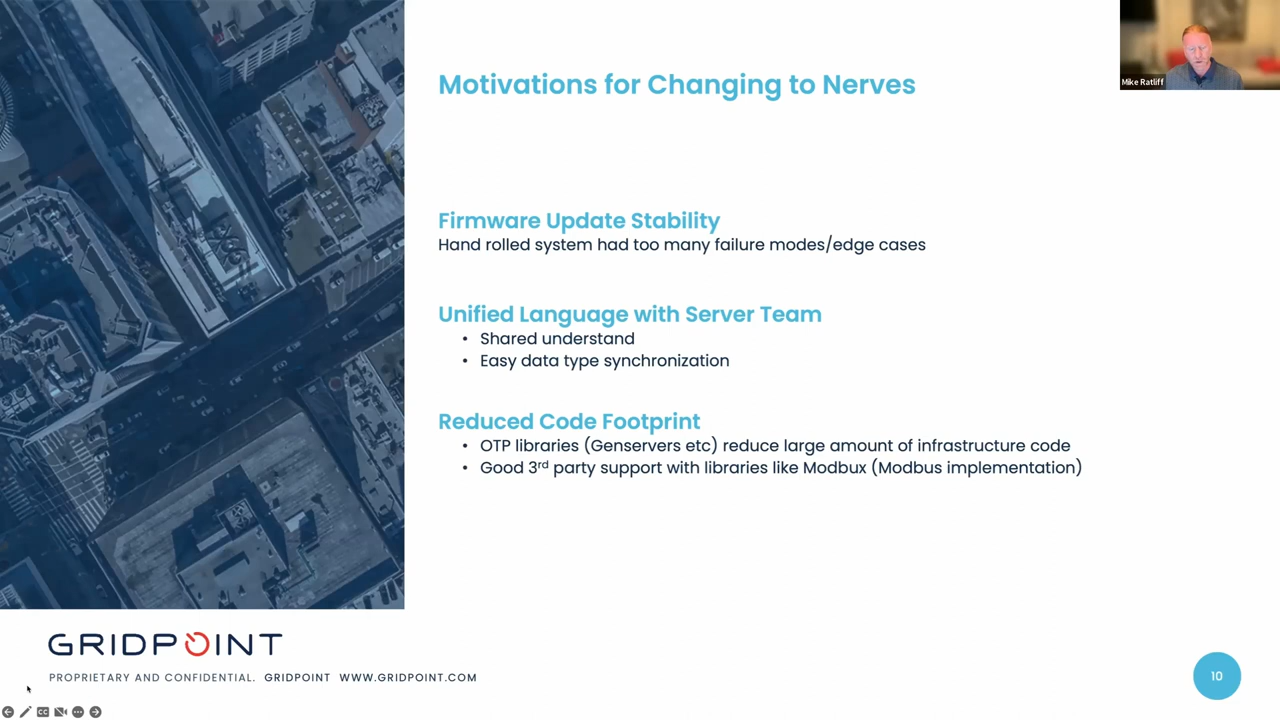 Motivations for Changing to Nerves
Mike Ratliff
Firmware Update Stability
Hand rolled system had too many failure modes/edge cases
Unified Language with Server Team
• Shared understand
• Easy data type synchronization
Reduced Code Footprint
• OTP libraries (Genservers etc) reduce large amount of infrastructure code
• Good 3rd party support with libraries like Modbux (Modbus implementation)
GRIDPOINT
PROPRIETARY AND CONFIDENTIAL. GRIDPOINT WWW.GRIDPOINT.COM
10
CC